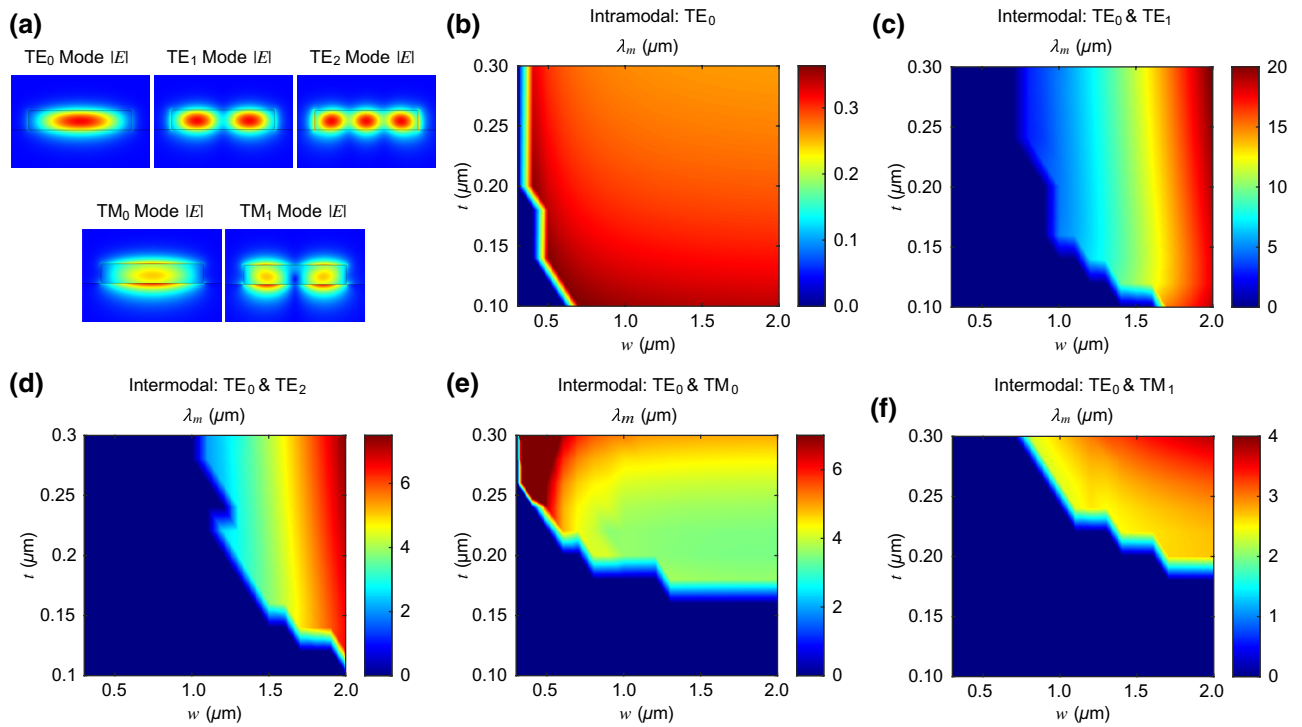 (a)
TE0 Mode |E| TE1 Mode |E| TE2 Mode |E|
TM0 Mode |E| TM1 Mode |E|
(b)
Intramodal: TE0
λm (µm)
0.30
0.25
0.20
0.15
0.10
t (µm)
0.5 1.0 1.5 2.0
w (µm)
0.3
0.2
0.1
0.0
(c)
Intermodal: TE0 & TE1
λm (µm)
0.30
0.25
0.20
0.15
0.10
t (µm)
0.5 1.0 1.5 2.0
w (µm)
20
15
10
5
0
(d)
Intermodal: TE0 & TE2
λm (µm)
0.3
0.25
0.2
0.15
0.1
t (µm)
0.5 1.0 1.5 2.0
w (µm)
6
4
2
0
(e)
Intermodal: TE0 & TM0
λm (µm)
0.30
0.25
0.20
0.15
0.10
t (µm)
0.5 1.0 1.5 2.0
w (µm)
6
4
2
0
(f)
Intermodal: TE0 & TM1
λm (µm)
0.30
0.25
0.20
0.15
0.10
t (µm)
0.5 1.0 1.5 2.0
w (µm)
4
3
2
1
0